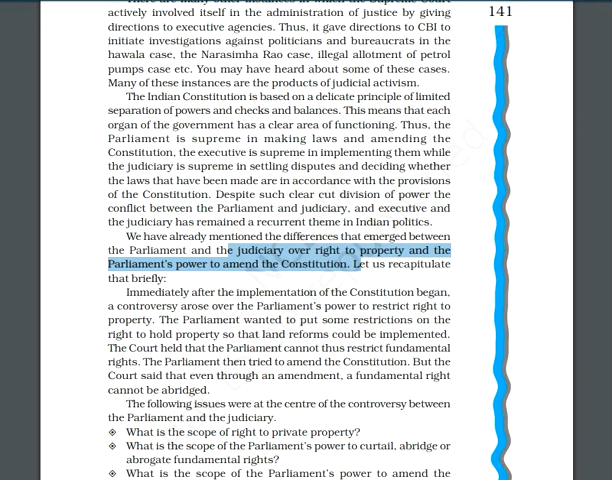 There are many other instances in which the Supreme Court
141
actively involved itself in the administration of justice by giving
directions to executive agencies. Thus, it gave directions to CBI to
initiate investigations against politicians and bureaucrats in the
hawala case, the Narasimha Rao case, illegal allotment of petrol
pumps case etc. You may have heard about some of these cases.
Many of these instances are the products of judicial activism.
The Indian Constitution is based on a delicate principle of limited
separation of powers and checks and balances. This means that each
organ of the government has a clear area of functioning. Thus, the
Parliament is supreme in making laws and amending the
Constitution, the executive is supreme in implementing them while
the judiciary is supreme in settling disputes and deciding whether
the laws that have been made are in accordance with the provisions
of the Constitution. Despite such clear cut division of power the
conflict between the Parliament and judiciary, and executive and
the judiciary has remained a recurrent theme in Indian politics.
We have already mentioned the differences that emerged between
the Parliament and the judiciary over right to property and the
Parliament's power to amend the Constitution. Let us recapitulate
that briefly:
Immediately after the implementation of the Constitution began,
a controversy arose over the Parliament's power to restrict right to
property. The Parliament wanted to put some restrictions on the
right to hold property so that land reforms could be implemented.
The Court held that the Parliament cannot thus restrict fundamental
rights. The Parliament then tried to amend the Constitution. But the
Court said that even through an amendment, a fundamental right
cannot be abridged.
The following issues were at the centre of the controversy between
the Parliament and the judiciary.
❖ What is the scope of right to private property?
❖ What is the scope of the Parliament's power to curtail, abridge or
abrogate fundamental rights?
❖ What is the scope of the Parliament's power to amend the